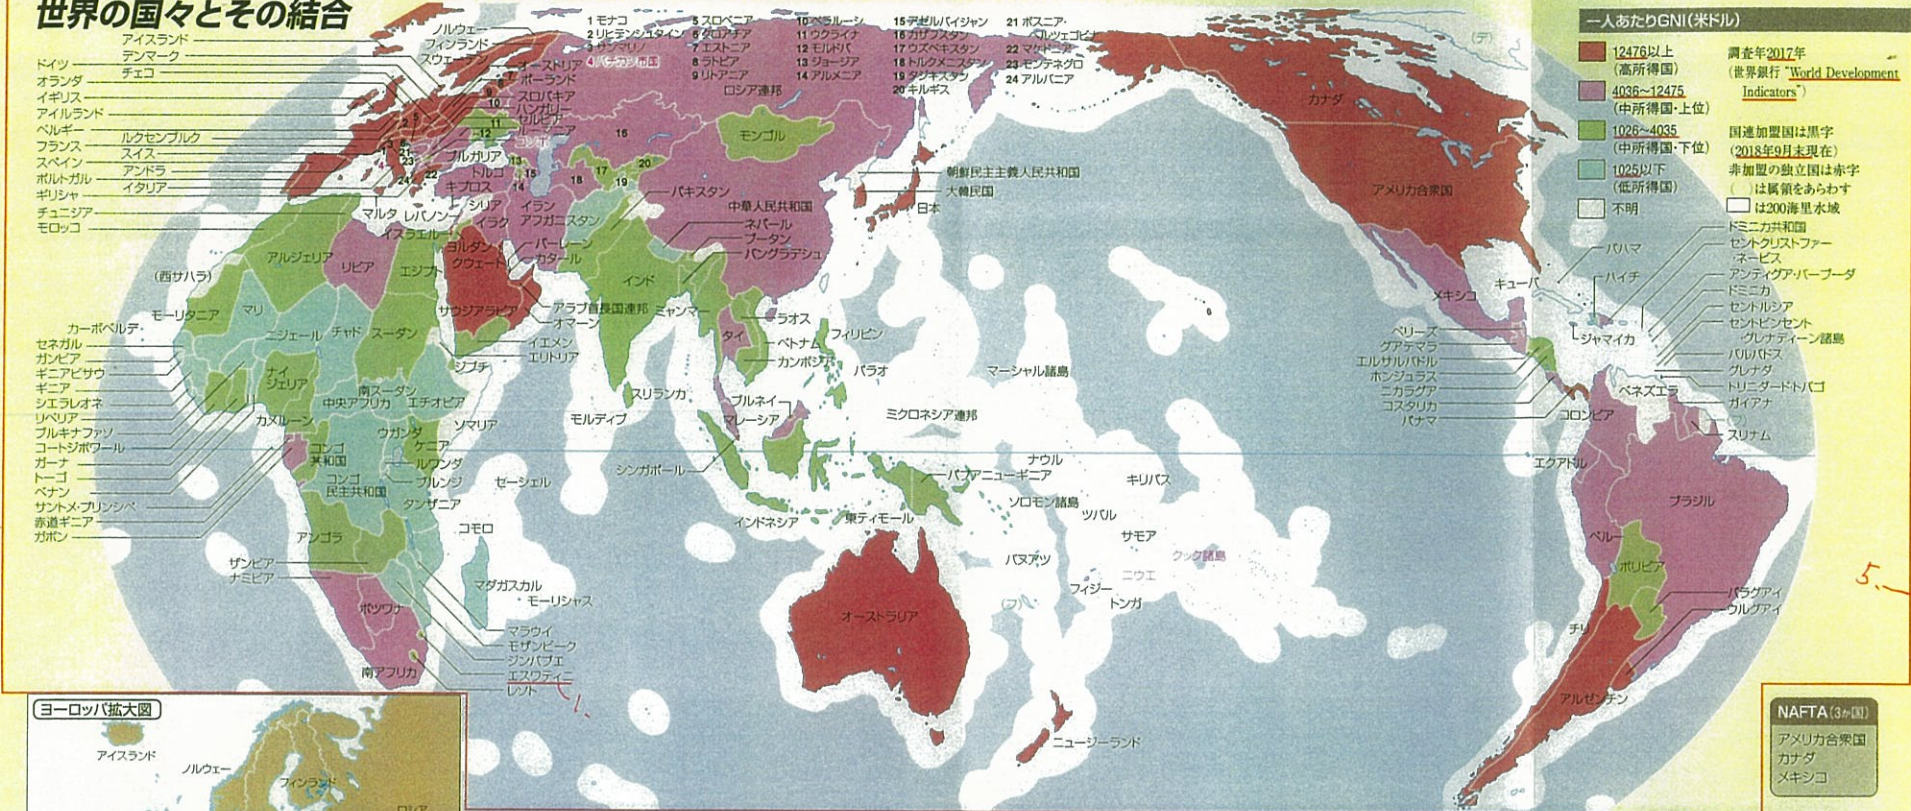 世界の国々とその結合
アイスランド
デンマーク
ドイツ
チェコ
オランダ
イギリス
アイルランド
ベルギー
ルクセンブルク
フランス
スイス
スペイン
アンドラ
ポルトガル
イタリア
ギリシャ
チュニジア
モロッコ
ノルウェー
フィンランド
スウェーデン
オーストリア
ポーランド
スロバキア
ハンガリー
セルビア
ルーマニア
コソボ
ブルガリア
トルコ
キプロス
マルタ
レバノン
シリア
イスラエル
イラク
イラン
アフガニスタン
ヨルダン
クウェート
バーレーン
カタール
1 モナコ
2 リヒテンシュタイン
3 サンマリノ
4 バチカン市国
5 スロベニア
6 クロアチア
7 エストニア
8 ラトビア
9 リトアニア
10 ベラルーシ
11 ウクライナ
12 モルドバ
13 ジョージア
14 アルメニア
15 アゼルバイジャン
16 カザフスタン
17 ウズベキスタン
18 トルクメニスタン
19 タジキスタン
20 キルギス
21 ボスニア・
ヘルツェゴビナ
22 マケドニア
23 モンテネグロ
24 アルバニア
ロシア連邦
モンゴル
パキスタン
中華人民共和国
ネパール
ブータン
バングラデシュ
朝鮮民主主義人民共和国
大韓民国
日本
(デ)
カナダ
アメリカ合衆国
一人あたりGNI(米ドル)
12476以上
(高所得国)
4036~12475
(中所得国・上位)
1026~4035
(中所得国・下位)
1025以下
(低所得国)
不明
調査年2017年
(世界銀行 "World Development
Indicators")
国連加盟国は黒字
(2018年9月末現在)
非加盟の独立国は赤字
( )は属領をあらわす
は200海里水域
ドミニカ共和国
セントクリストファー
・ネービス
アンティグア・バーブーダ
ドミニカ
セントルシア
セントビンセント
・グレナディーン諸島
バルバドス
グレナダ
トリニダード・トバゴ
ガイアナ
(フ)
スリナム
バハマ
ハイチ
キューバ
ジャマイカ
メキシコ
ベリーズ
グアテマラ
エルサルバドル
ホンジュラス
ニカラグア
コスタリカ
パナマ
ベネズエラ
コロンビア
エクアドル
ブラジル
ペルー
ボリビア
パラグアイ
ウルグアイ
チリ
アルゼンチン
(西サハラ)
アルジェリア
リビア
エジプト
モーリタニア
マリ
ニジェール
チャド
スーダン
サウジアラビア
アラブ首長国連邦
オマーン
イエメン
エリトリア
ジブチ
カーボベルデ
セネガル
ガンビア
ギニアビサウ
ギニア
シエラレオネ
リベリア
ブルキナファソ
コートジボワール
ガーナ
トーゴ
ベナン
サントメ・プリンシペ
赤道ギニア
ガボン
ナイ
ジェリア
南スーダン
中央アフリカ
エチオピア
カメルーン
ウガンダ
ソマリア
ケニア
コンゴ
共和国
ルワンダ
コンゴ
民主共和国
ブルンジ
タンザニア
セーシェル
コモロ
アンゴラ
ザンビア
ナミビア
マダガスカル
モーリシャス
ボツワナ
マラウイ
モザンビーク
ジンバブエ
エスワティニ
レソト
南アフリカ
インド
ミャンマー
タイ
ラオス
ベトナム
カンボジア
フィリピン
スリランカ
モルディブ
ブルネイ
マレーシア
シンガポール
インドネシア
東ティモール
パラオ
マーシャル諸島
ミクロネシア連邦
ナウル
キリバス
パプアニューギニア
ソロモン諸島
ツバル
サモア
クック諸島
バヌアツ
ニウエ
フィジー
(フ)
トンガ
オーストラリア
ニュージーランド
ヨーロッパ拡大図
アイスランド
ノルウェー
フィンランド
ロシア
NAFTA(3か国)
アメリカ合衆国
カナダ
メキシコ
1.
5.